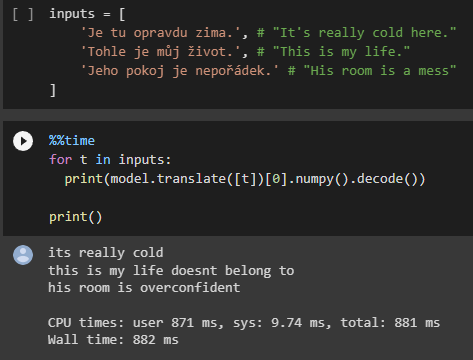 [ ] inputs = [
'Je tu opravdu zima.', # "It's really cold here."
'Tohle je můj život.', # "This is my life."
'Jeho pokoj je nepořádek.' # "His room is a mess"
]
%%time
for t in inputs:
print(model.translate([t])[0].numpy().decode())
print()
its really cold
this is my life doesnt belong to
his room is overconfident
CPU times: user 871 ms, sys: 9.74 ms, total: 881 ms
Wall time: 882 ms